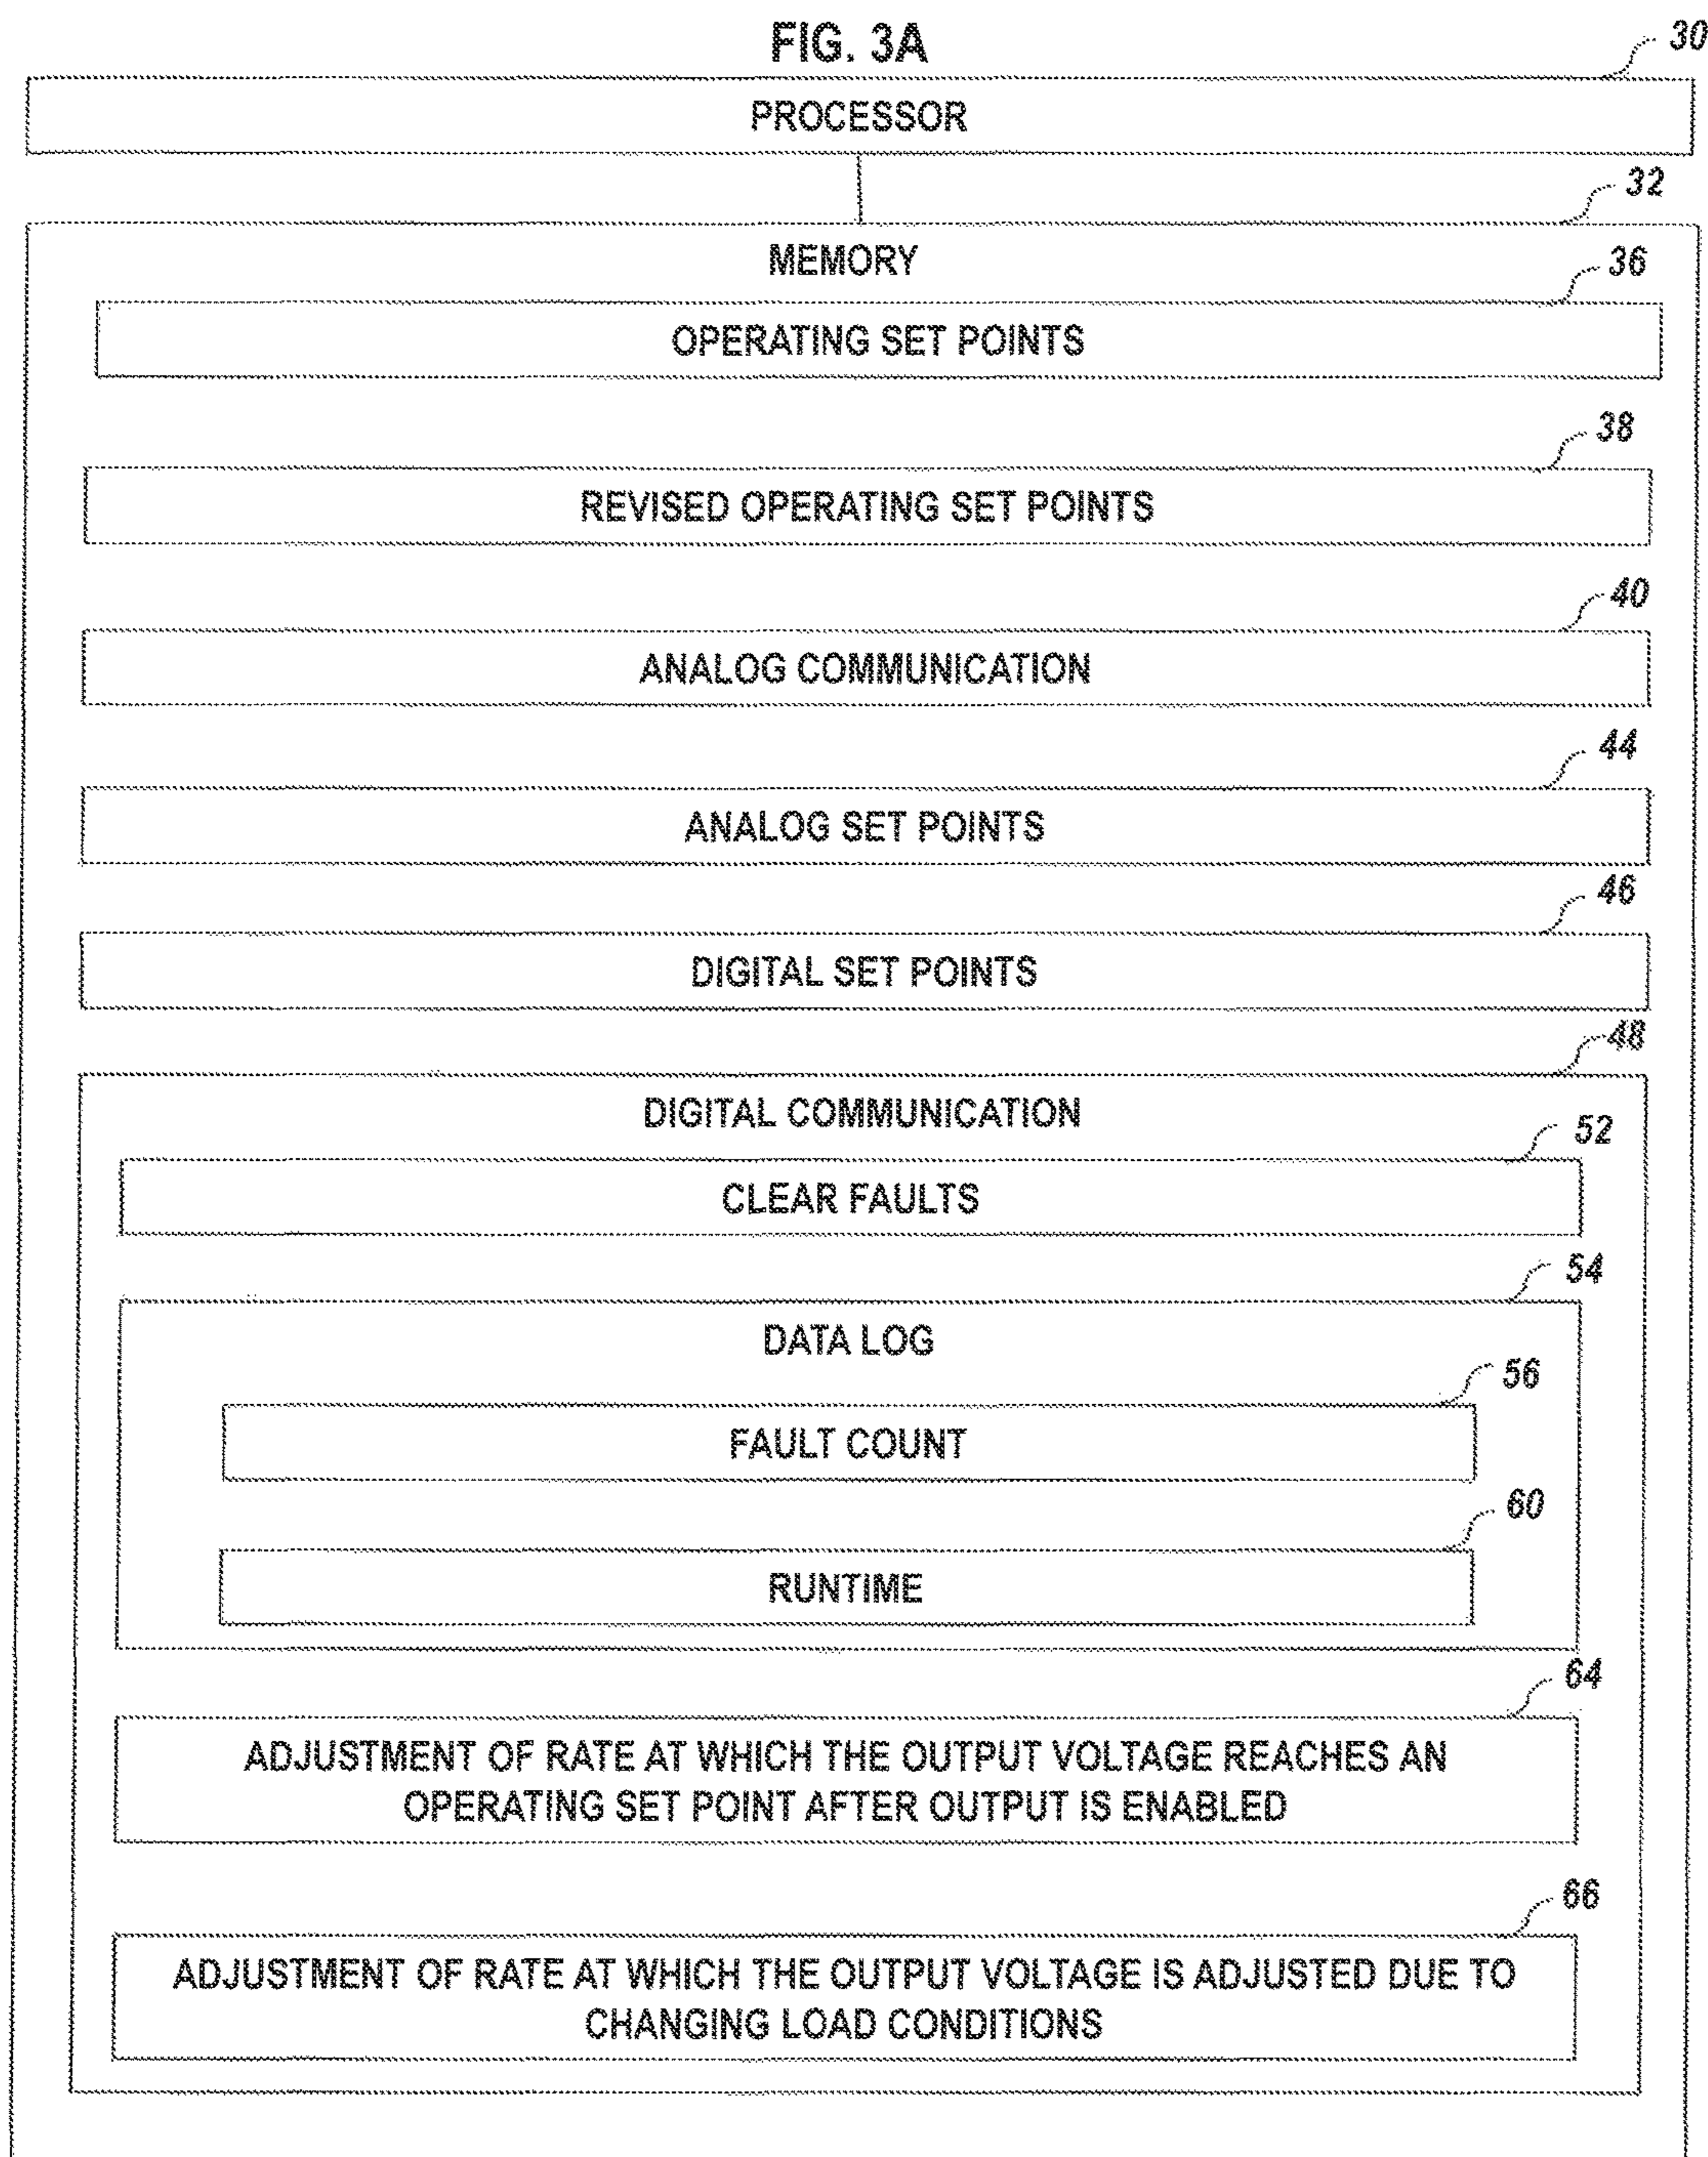 FIG. 3A
30
PROCESSOR
32
MEMORY
36
OPERATING SET POINTS
38
REVISED OPERATING SET POINTS
40
ANALOG COMMUNICATION
44
ANALOG SET POINTS
46
DIGITAL SET POINTS
48
DIGITAL COMMUNICATION
52
CLEAR FAULTS
54
DATA LOG
56
FAULT COUNT
60
RUNTIME
64
ADJUSTMENT OF RATE AT WHICH THE OUTPUT VOLTAGE REACHES AN
OPERATING SET POINT AFTER OUTPUT IS ENABLED
66
ADJUSTMENT OF RATE AT WHICH THE OUTPUT VOLTAGE IS ADJUSTED DUE TO
CHANGING LOAD CONDITIONS